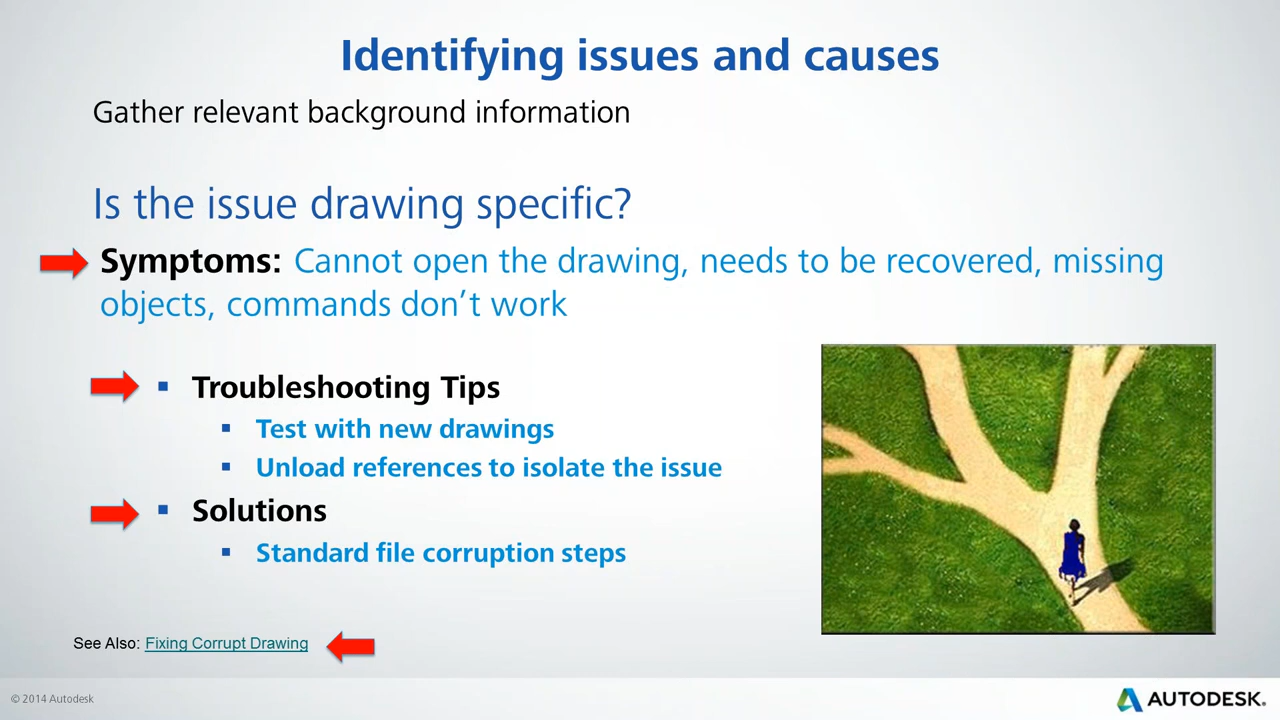 Identifying issues and causes
Gather relevant background information
Is the issue drawing specific?
Symptoms: Cannot open the drawing, needs to be recovered, missing
objects, commands don’t work
▪ Troubleshooting Tips
▪ Test with new drawings
▪ Unload references to isolate the issue
▪ Solutions
▪ Standard file corruption steps
See Also: Fixing Corrupt Drawing
© 2014 Autodesk
AUTODESK.